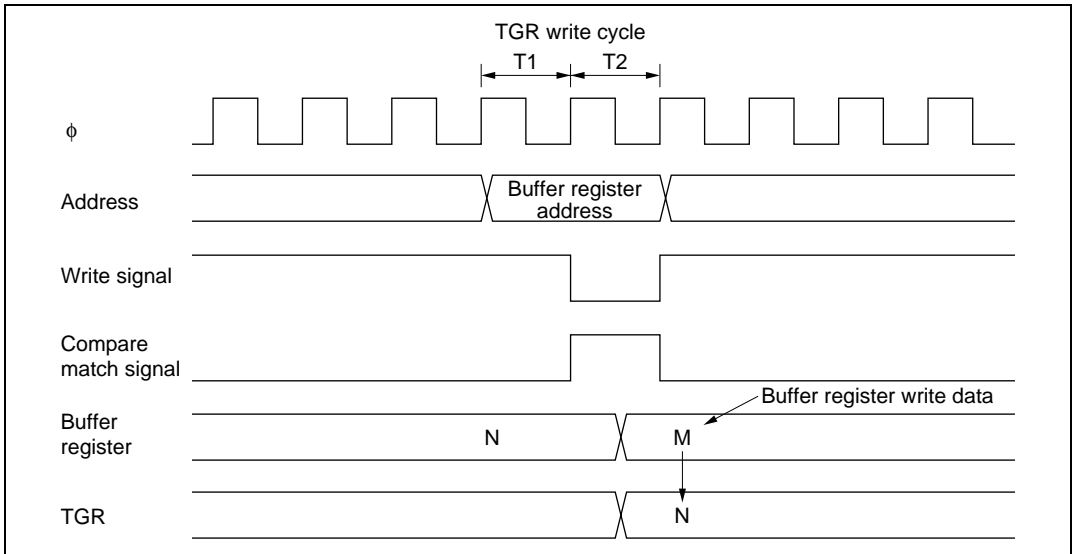 TGR write cycle
T1 T2
φ
Address
Buffer register
address
Write signal
Compare
match signal
Buffer register write data
Buffer
register
N M
TGR
N